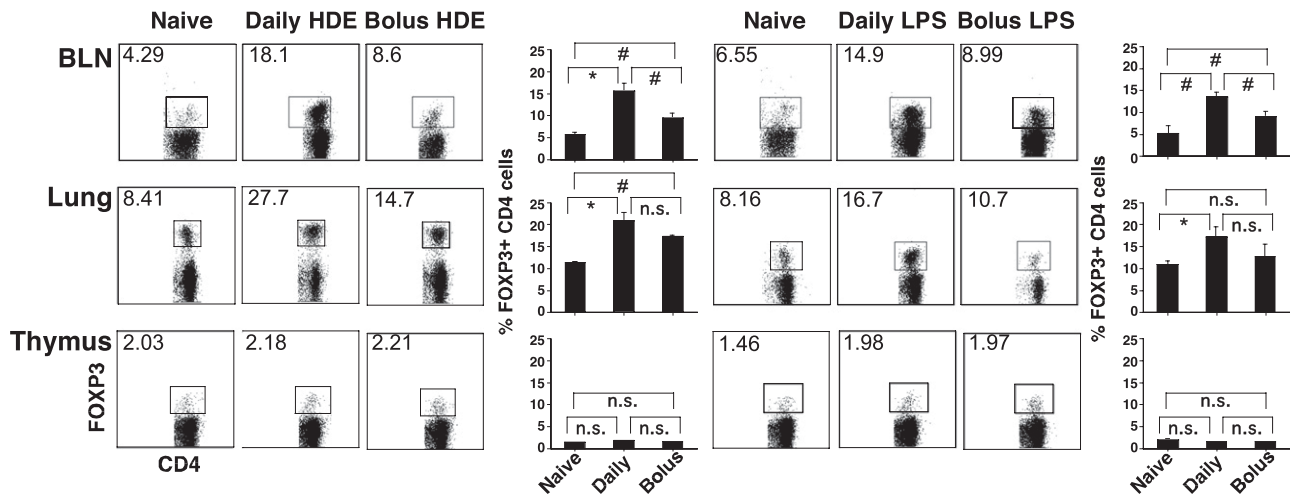 Naive Daily HDE Bolus HDE Naive Daily LPS Bolus LPS
BLN
4.29 18.1 8.6
25
20
15
10
5
0
#
* #
6.55 14.9 8.99
25
20
15
10
5
0
#
# #
Lung
8.41 27.7 14.7
25
20
15
10
5
0
#
* n.s.
8.16 16.7 10.7
25
20
15
10
5
0
n.s.
* n.s.
% FOXP3+ CD4 cells
% FOXP3+ CD4 cells
Thymus
2.03 2.18 2.21
25
20
15
10
5
0
n.s.
n.s. n.s.
1.46 1.98 1.97
25
20
15
10
5
0
n.s.
n.s. n.s.
FOXP3
CD4
Naive Daily Bolus
Naive Daily Bolus